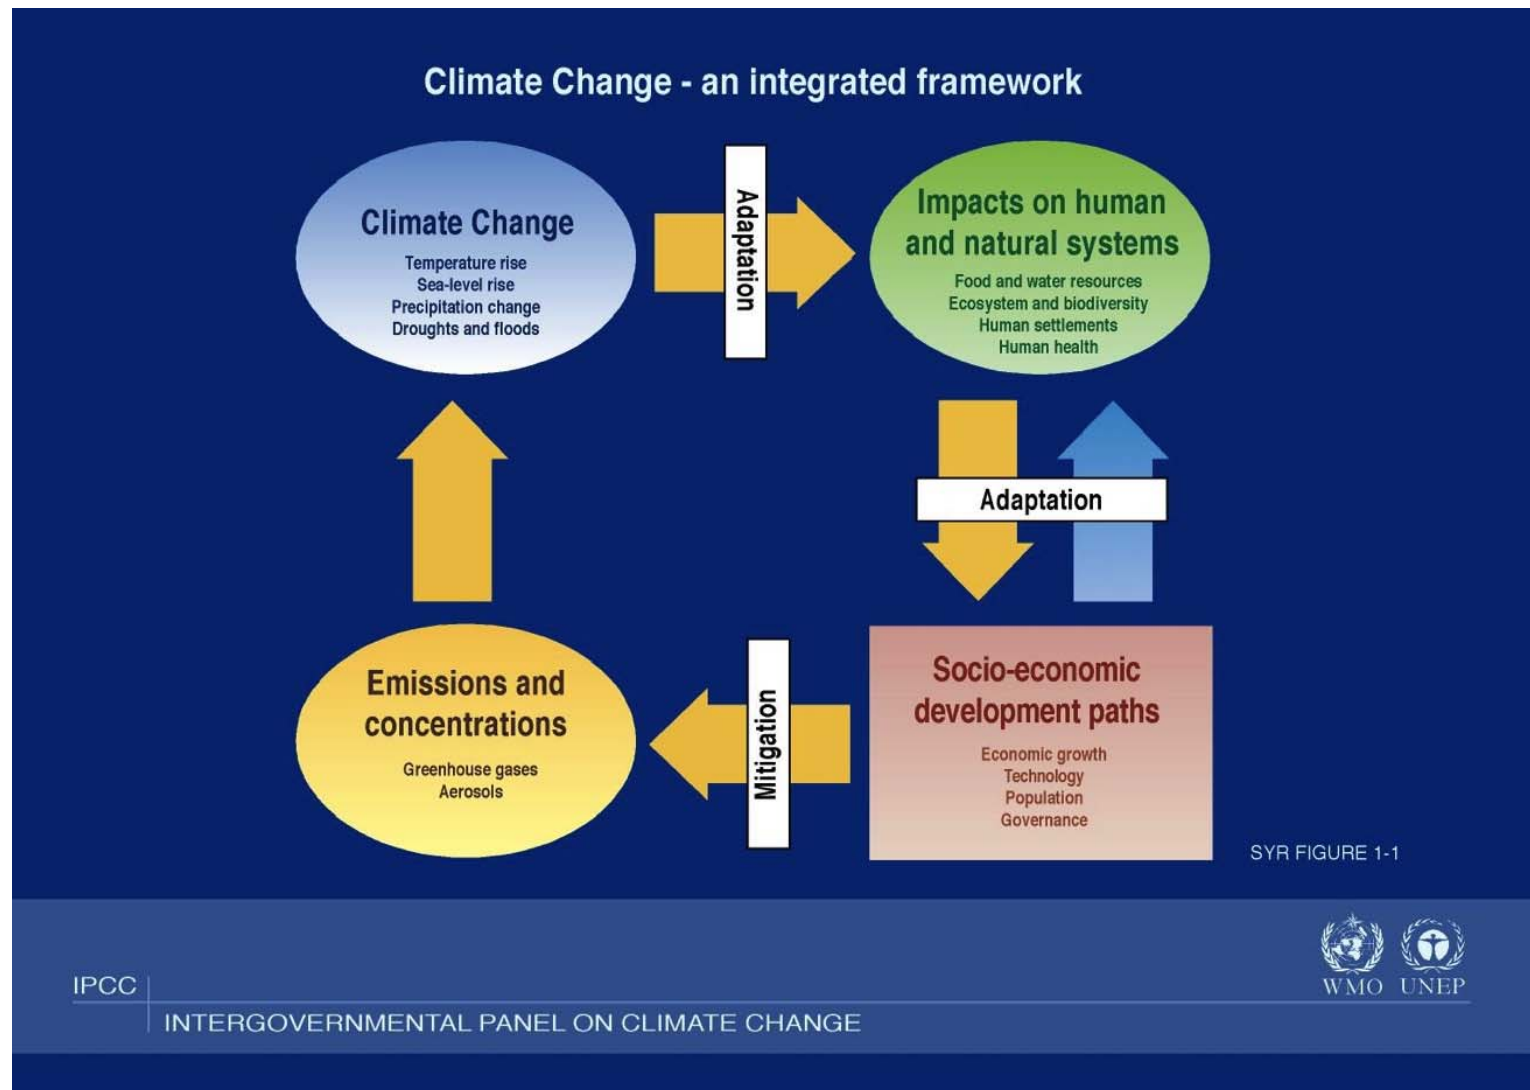 Climate Change - an integrated framework
Climate Change
Temperature rise
Sea-level rise
Precipitation change
Droughts and floods
Adaptation
Impacts on human
and natural systems
Food and water resources
Ecosystem and biodiversity
Human settlements
Human health
Adaptation
Emissions and
concentrations
Greenhouse gases
Aerosols
Mitigation
Socio-economic
development paths
Economic growth
Technology
Population
Governance
SYR FIGURE 1-1
WMO UNEP
IPCC
INTERGOVERNMENTAL PANEL ON CLIMATE CHANGE